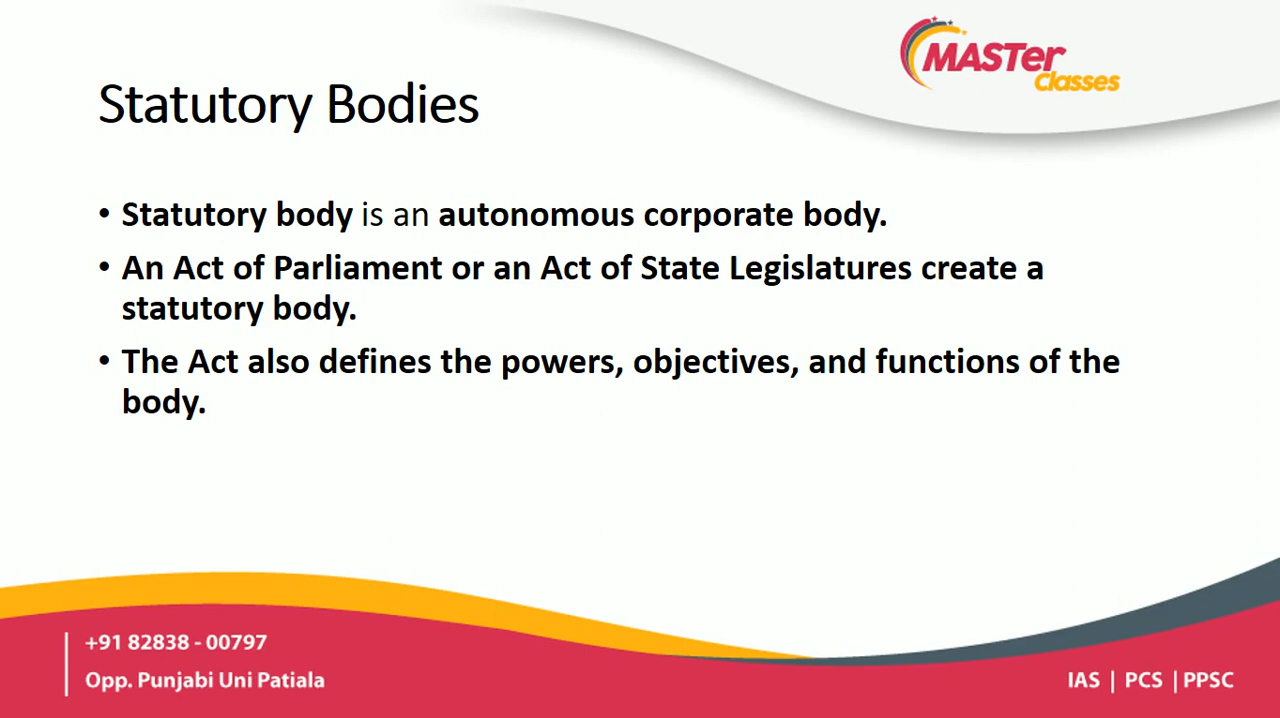 MASTer
Classes
Statutory Bodies
• Statutory body is an autonomous corporate body.
• An Act of Parliament or an Act of State Legislatures create a
statutory body.
• The Act also defines the powers, objectives, and functions of the
body.
+91 82838 - 00797
Opp. Punjabi Uni Patiala
IAS | PCS | PPSC